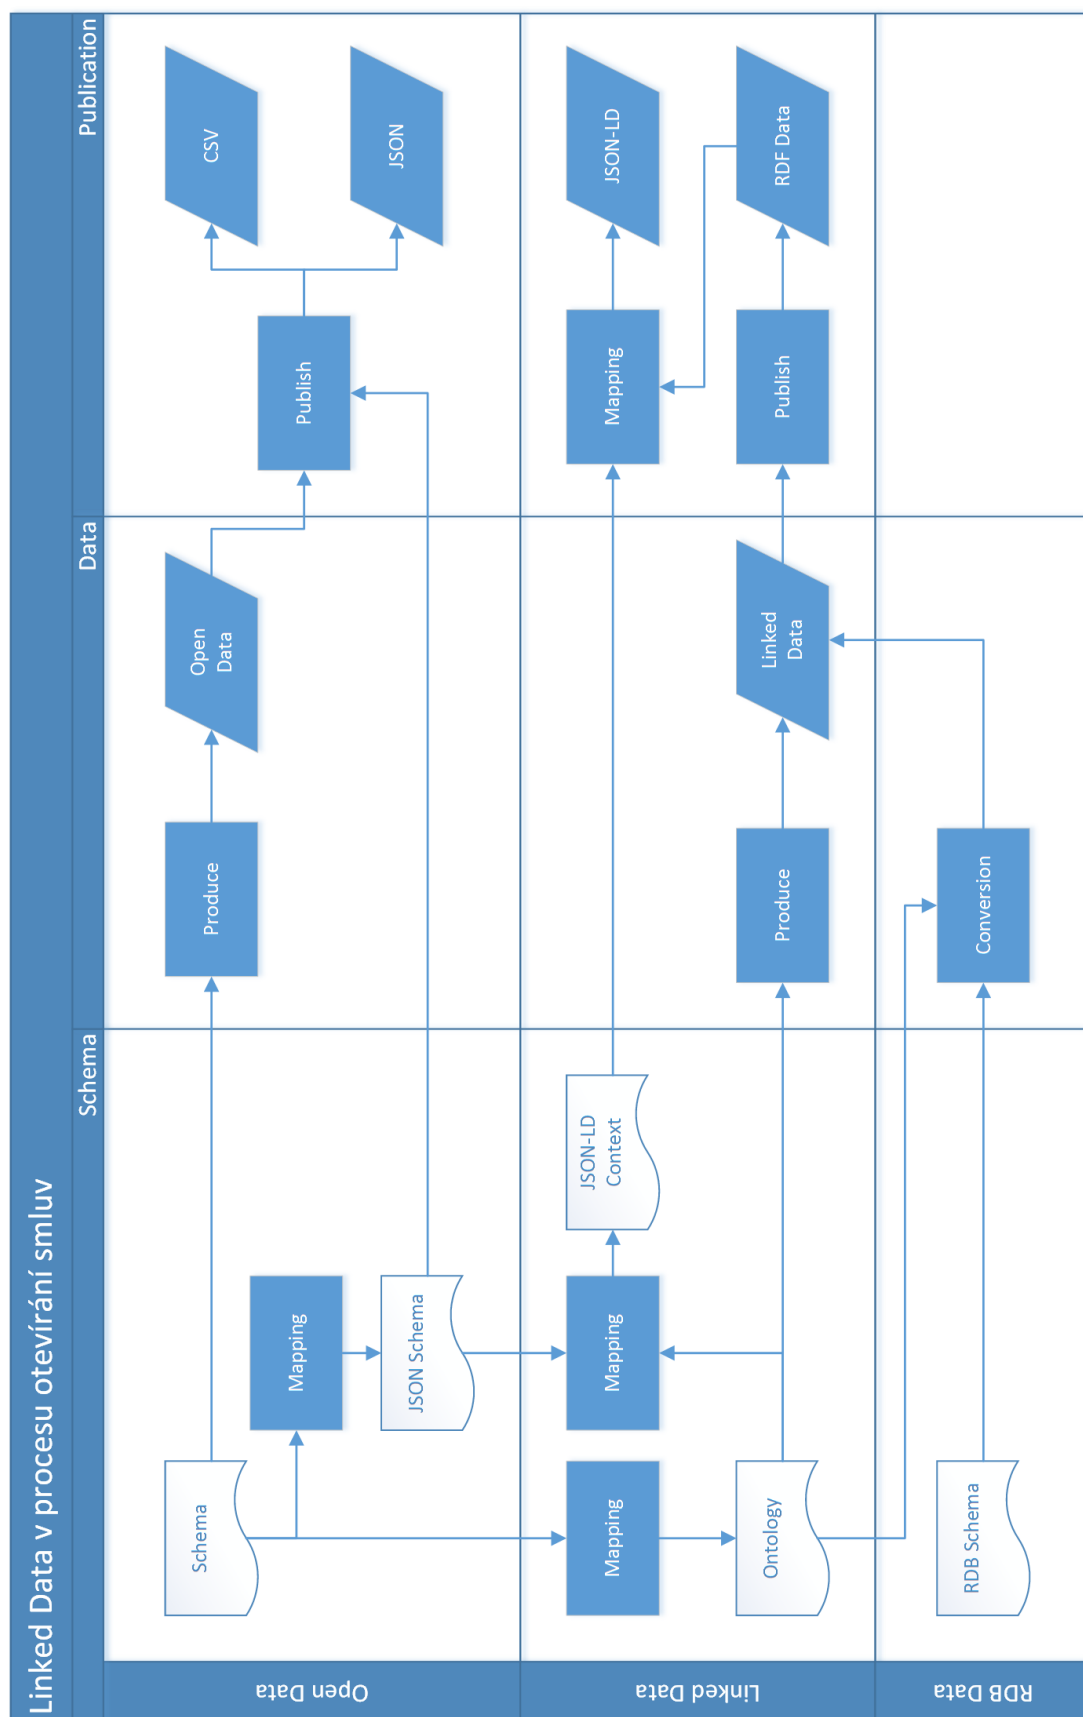 Linked Data v procesu otevírání smluv
Schema
Data
Publication
Open Data
Schema
Mapping
JSON Schema
Produce
Open
Data
Publish
CSV
JSON
Linked Data
Mapping
Mapping
JSON-LD
Context
Ontology
Produce
Linked
Data
Mapping
JSON-LD
Publish
RDF Data
RDB Data
RDB Schema
Conversion